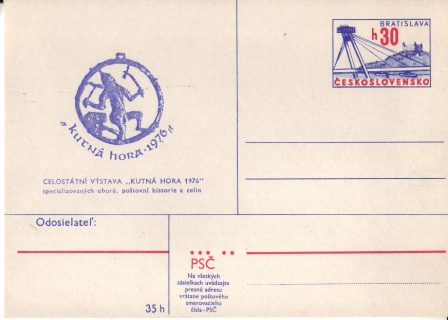 BRATISLAVA
h 30
ČESKOSLOVENSKO
„KUTNÁ HORA·1976“
CELOSTÁTNÍ VÝSTAVA „KUTNÁ HORA 1976"
specializovaných oborů, poštovní historie a celin
Odosielateľ:
PSČ
Na všetkých
zásielkach uvádzajte
presnú adresu
vrátane poštového
smerovacieho
čísla - PSČ
35 h